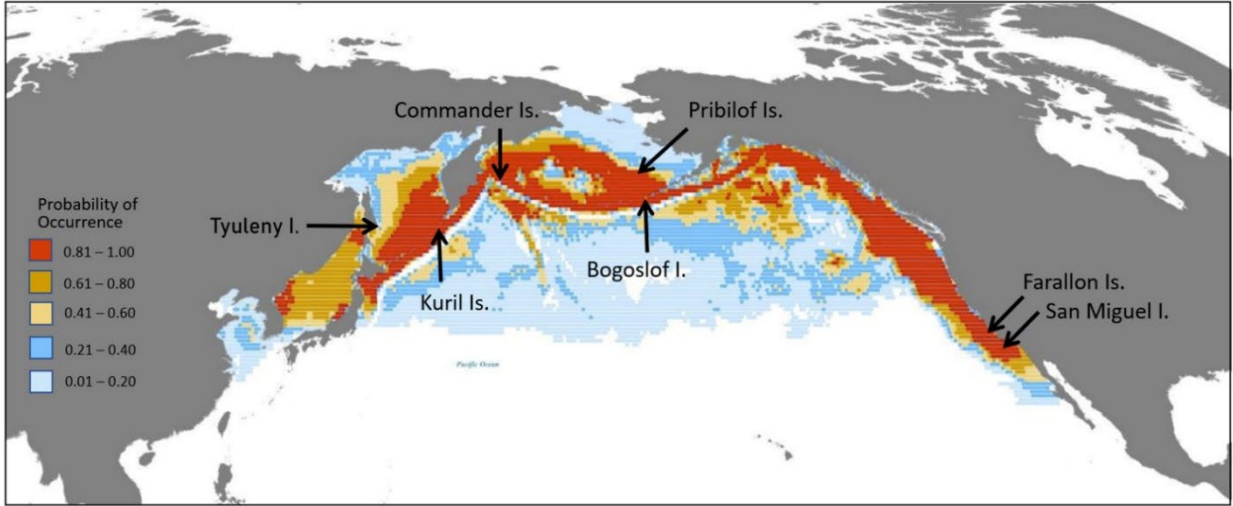 Commander Is.
Pribilof Is.
Probability of
Occurrence
0.81 – 1.00
0.61 – 0.80
0.41 – 0.60
0.21 – 0.40
0.01 – 0.20
Tyuleny I.
Kuril Is.
Bogoslof I.
Farallon Is.
San Miguel I.
Pacific Ocean